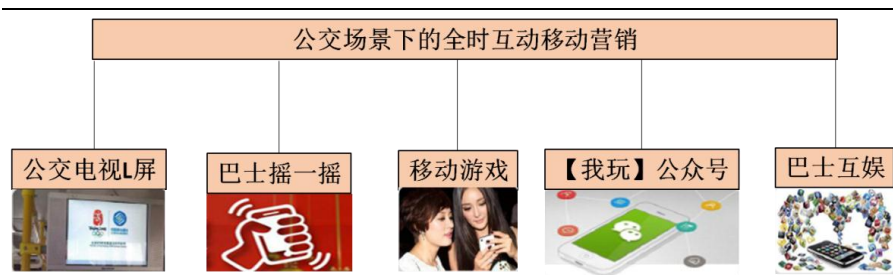 公交场景下的全时互动移动营销
公交电视L屏
巴士摇一摇
移动游戏
【我玩】公众号
巴士互娱